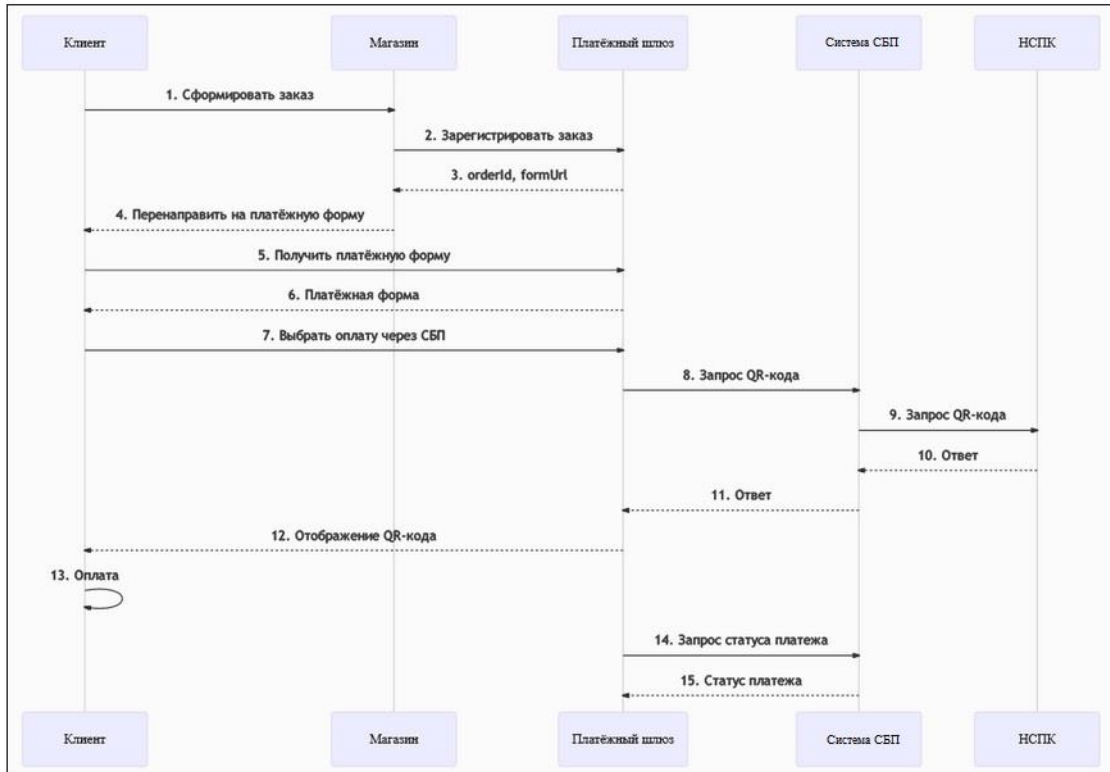 Клиент
Магазин
Платёжный шлюз
Система СБП
НСПК
1. Сформировать заказ
2. Зарегистрировать заказ
3. orderId, formUrl
4. Перенаправить на платёжную форму
5. Получить платёжную форму
6. Платёжная форма
7. Выбрать оплату через СБП
8. Запрос QR-кода
9. Запрос QR-кода
10. Ответ
11. Ответ
12. Отображение QR-кода
13. Оплата
14. Запрос статуса платежа
15. Статус платежа
Клиент
Магазин
Платёжный шлюз
Система СБП
НСПК